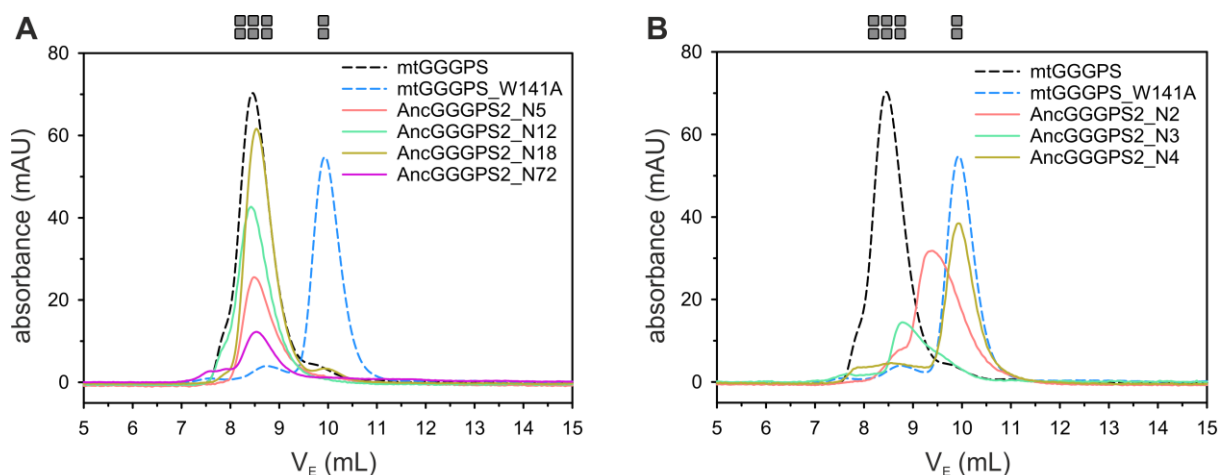 A
absorbance (mAU)
80
60
40
20
0
mtGGGPS
mtGGGPS_W141A
AncGGGPS2_N5
AncGGGPS2_N12
AncGGGPS2_N18
AncGGGPS2_N72
5 6 7 8 9 10 11 12 13 14 15
VE (mL)
B
absorbance (mAU)
80
60
40
20
0
mtGGGPS
mtGGGPS_W141A
AncGGGPS2_N2
AncGGGPS2_N3
AncGGGPS2_N4
5 6 7 8 9 10 11 12 13 14 15
VE (mL)